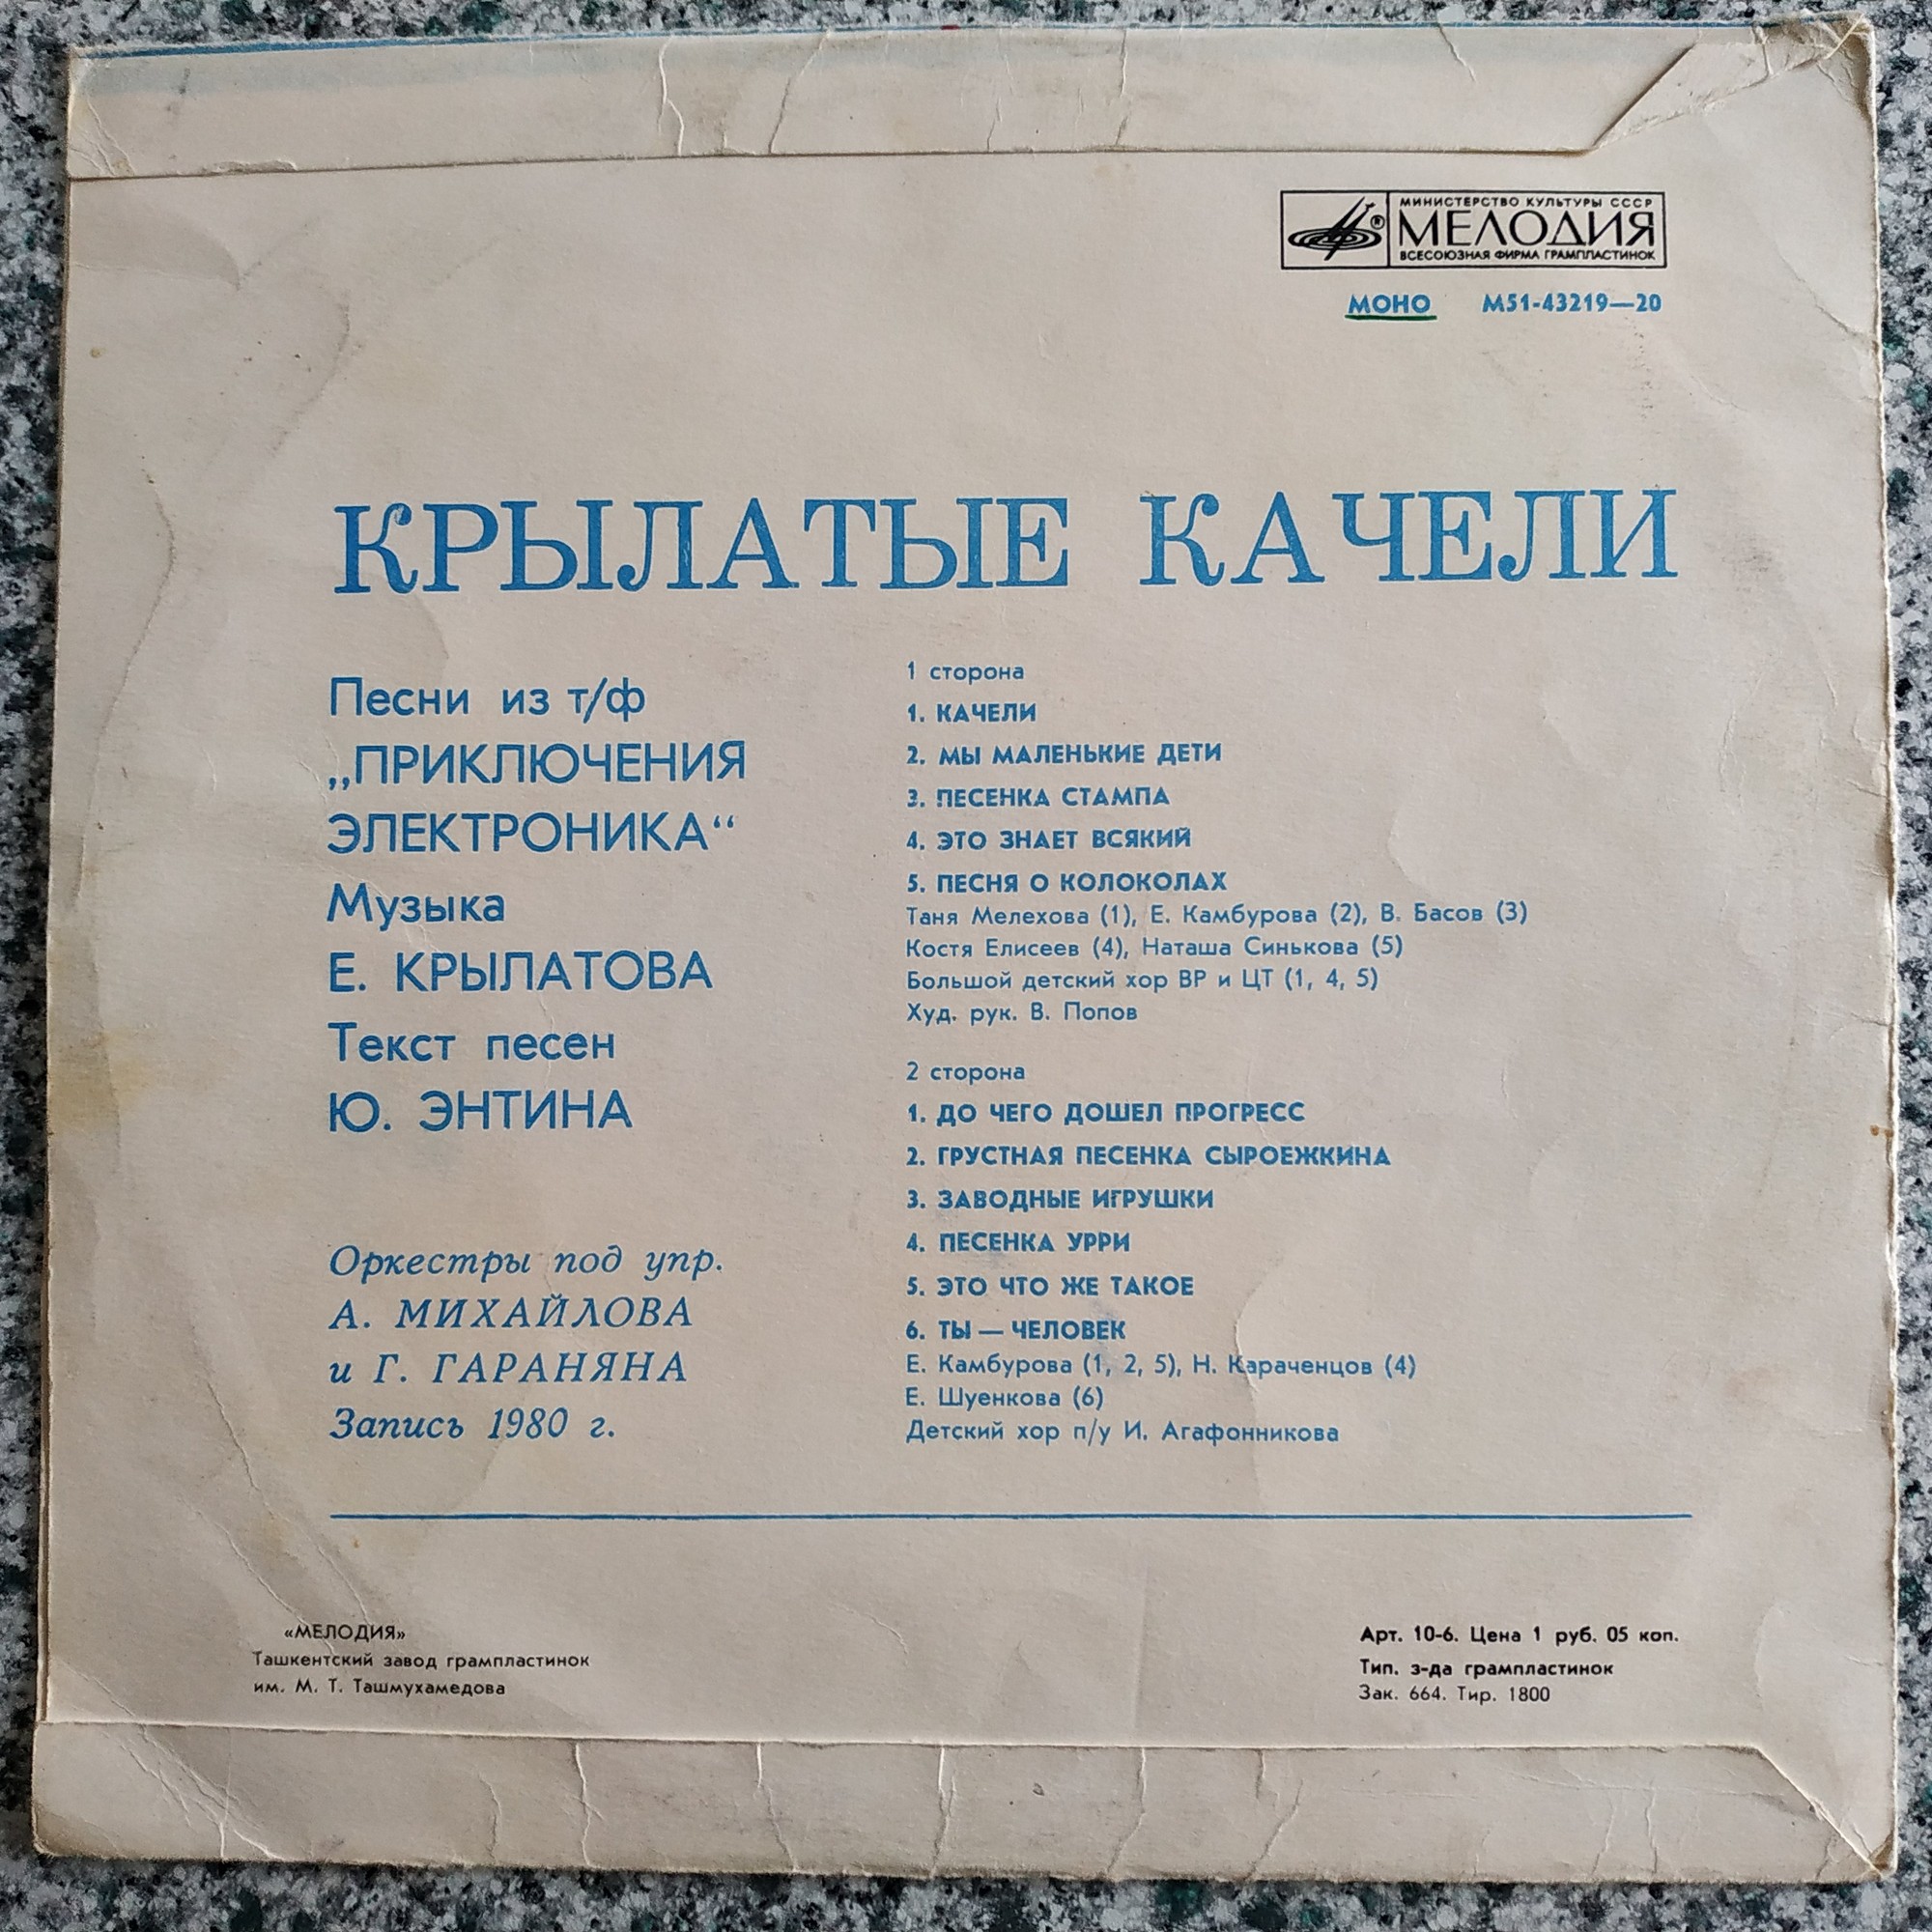 МИНИСТЕРСТВО КУЛЬТУРЫ СССР
МЕЛОДИЯ
ВСЕСОЮЗНАЯ ФИРМА ГРАМПЛАСТИНОК
МОНО М51-43219—20
КРЫЛАТЫЕ КАЧЕЛИ
Песни из т/ф
„ПРИКЛЮЧЕНИЯ
ЭЛЕКТРОНИКА“
Музыка
Е. КРЫЛАТОВА
Текст песен
Ю. ЭНТИНА
Оркестры под упр.
А. МИХАЙЛОВА
и Г. ГАРАНЯНА
Запись 1980 г.
1 сторона
1. КАЧЕЛИ
2. МЫ МАЛЕНЬКИЕ ДЕТИ
3. ПЕСЕНКА СТАМПА
4. ЭТО ЗНАЕТ ВСЯКИЙ
5. ПЕСНЯ О КОЛОКОЛАХ
Таня Мелехова (1), Е. Камбурова (2), В. Басов (3)
Костя Елисеев (4), Наташа Синькова (5)
Большой детский хор ВР и ЦТ (1, 4, 5)
Худ. рук. В. Попов
2 сторона
1. ДО ЧЕГО ДОШЕЛ ПРОГРЕСС
2. ГРУСТНАЯ ПЕСЕНКА СЫРОЕЖКИНА
3. ЗАВОДНЫЕ ИГРУШКИ
4. ПЕСЕНКА УРРИ
5. ЭТО ЧТО ЖЕ ТАКОЕ
6. ТЫ — ЧЕЛОВЕК
Е. Камбурова (1, 2, 5), Н. Караченцов (4)
Е. Шуенкова (6)
Детский хор п/у И. Агафонникова
«МЕЛОДИЯ»
Ташкентский завод грампластинок
им. М. Т. Ташмухамедова
Арт. 10-6. Цена 1 руб. 05 коп.
Тип. з-да грампластинок
Зак. 664. Тир. 1800